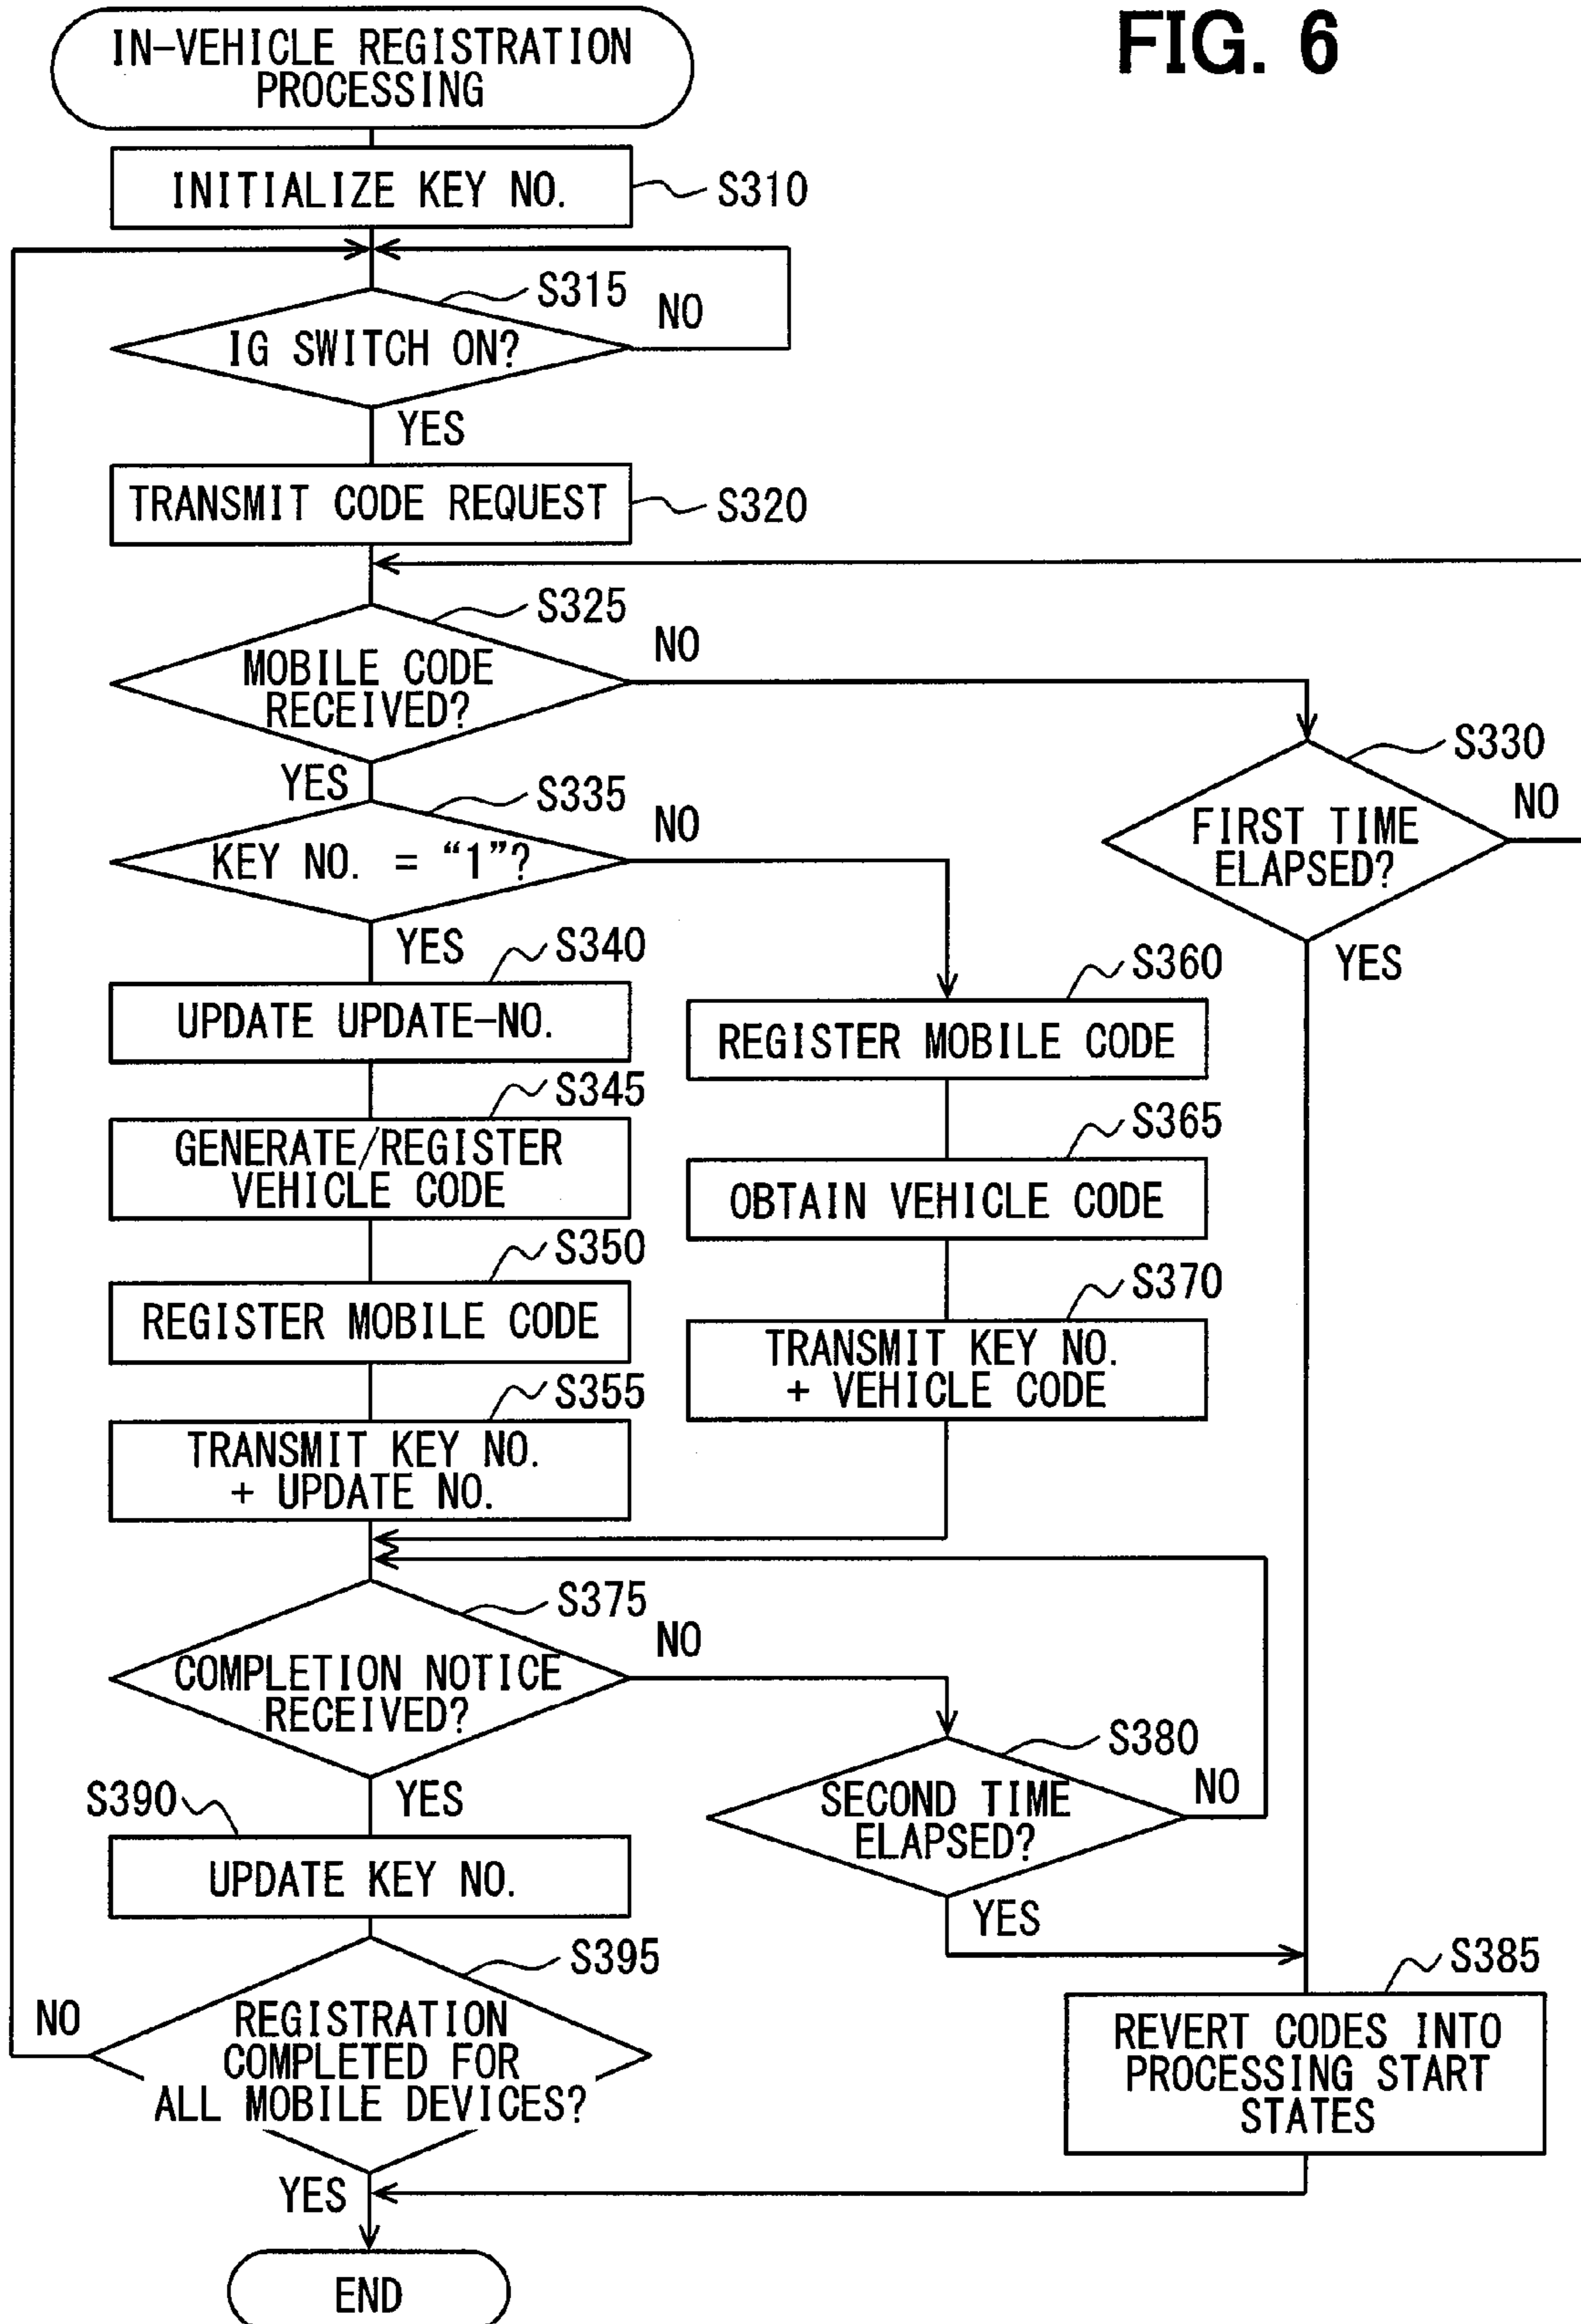 FIG. 6
IN-VEHICLE REGISTRATION
PROCESSING
INITIALIZE KEY NO.
S310
S315
IG SWITCH ON?
NO
YES
TRANSMIT CODE REQUEST
S320
S325
MOBILE CODE
RECEIVED?
NO
YES
S330
FIRST TIME
ELAPSED?
NO
YES
S335
KEY NO. = “1”?
NO
YES
S340
UPDATE UPDATE-NO.
S345
GENERATE/REGISTER
VEHICLE CODE
S350
REGISTER MOBILE CODE
S355
TRANSMIT KEY NO.
+ UPDATE NO.
S360
REGISTER MOBILE CODE
S365
OBTAIN VEHICLE CODE
S370
TRANSMIT KEY NO.
+ VEHICLE CODE
S375
COMPLETION NOTICE
RECEIVED?
NO
YES
S380
SECOND TIME
ELAPSED?
NO
YES
S390
UPDATE KEY NO.
S395
REGISTRATION
COMPLETED FOR
ALL MOBILE DEVICES?
NO
YES
S385
REVERT CODES INTO
PROCESSING START
STATES
END